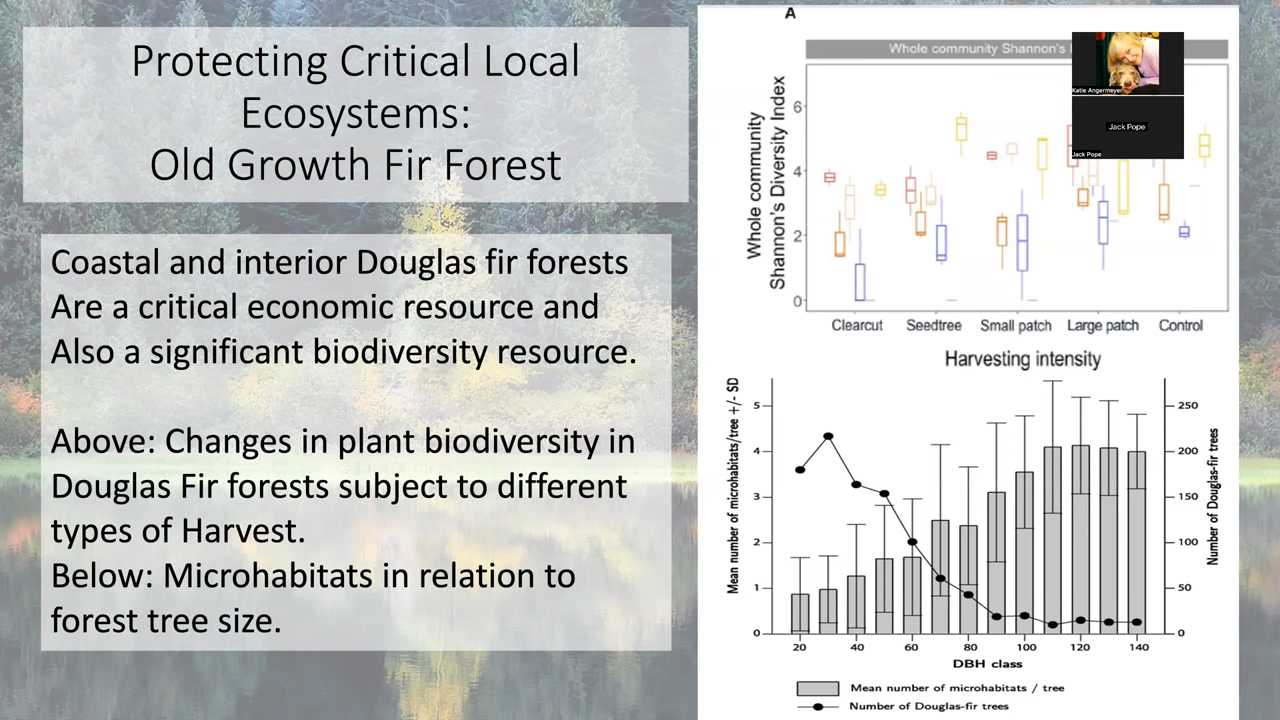 Protecting Critical Local
Ecosystems:
Old Growth Fir Forest
Coastal and interior Douglas fir forests
Are a critical economic resource and
Also a significant biodiversity resource.
Above: Changes in plant biodiversity in
Douglas Fir forests subject to different
types of Harvest.
Below: Microhabitats in relation to
forest tree size.
A
Whole community Shannon's
Katie Angermeyer
Jack Pope
Jack Pope
Whole community
Shannon's Diversity Index
6
4
2
0
Clearcut Seedtree Small patch Large patch Control
Harvesting intensity
Mean number of microhabitats/tree +/- SD
5
4
3
2
1
0
250
200
150
100
50
0
Number of Douglas-fir trees
20 40 60 80 100 120 140
DBH class
Mean number of microhabitats / tree
Number of Douglas-fir trees